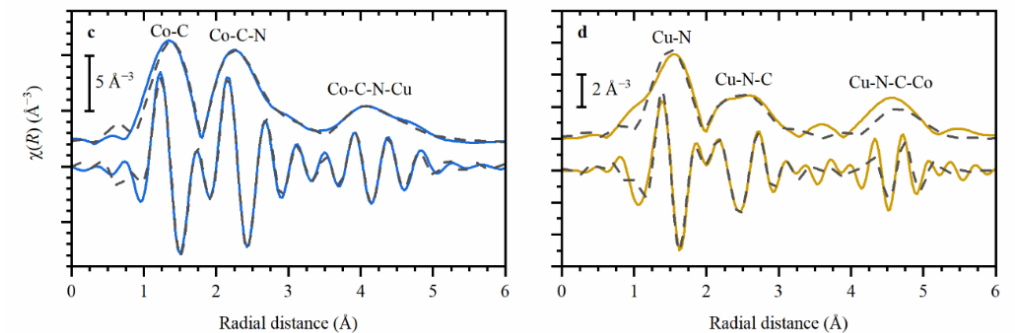 c
Co-C
Co-C-N
Co-C-N-Cu
5 Å⁻³
χ(R) (Å⁻³)
0 1 2 3 4 5 6
Radial distance (Å)
d
Cu-N
Cu-N-C
Cu-N-C-Co
2 Å⁻³
0 1 2 3 4 5 6
Radial distance (Å)